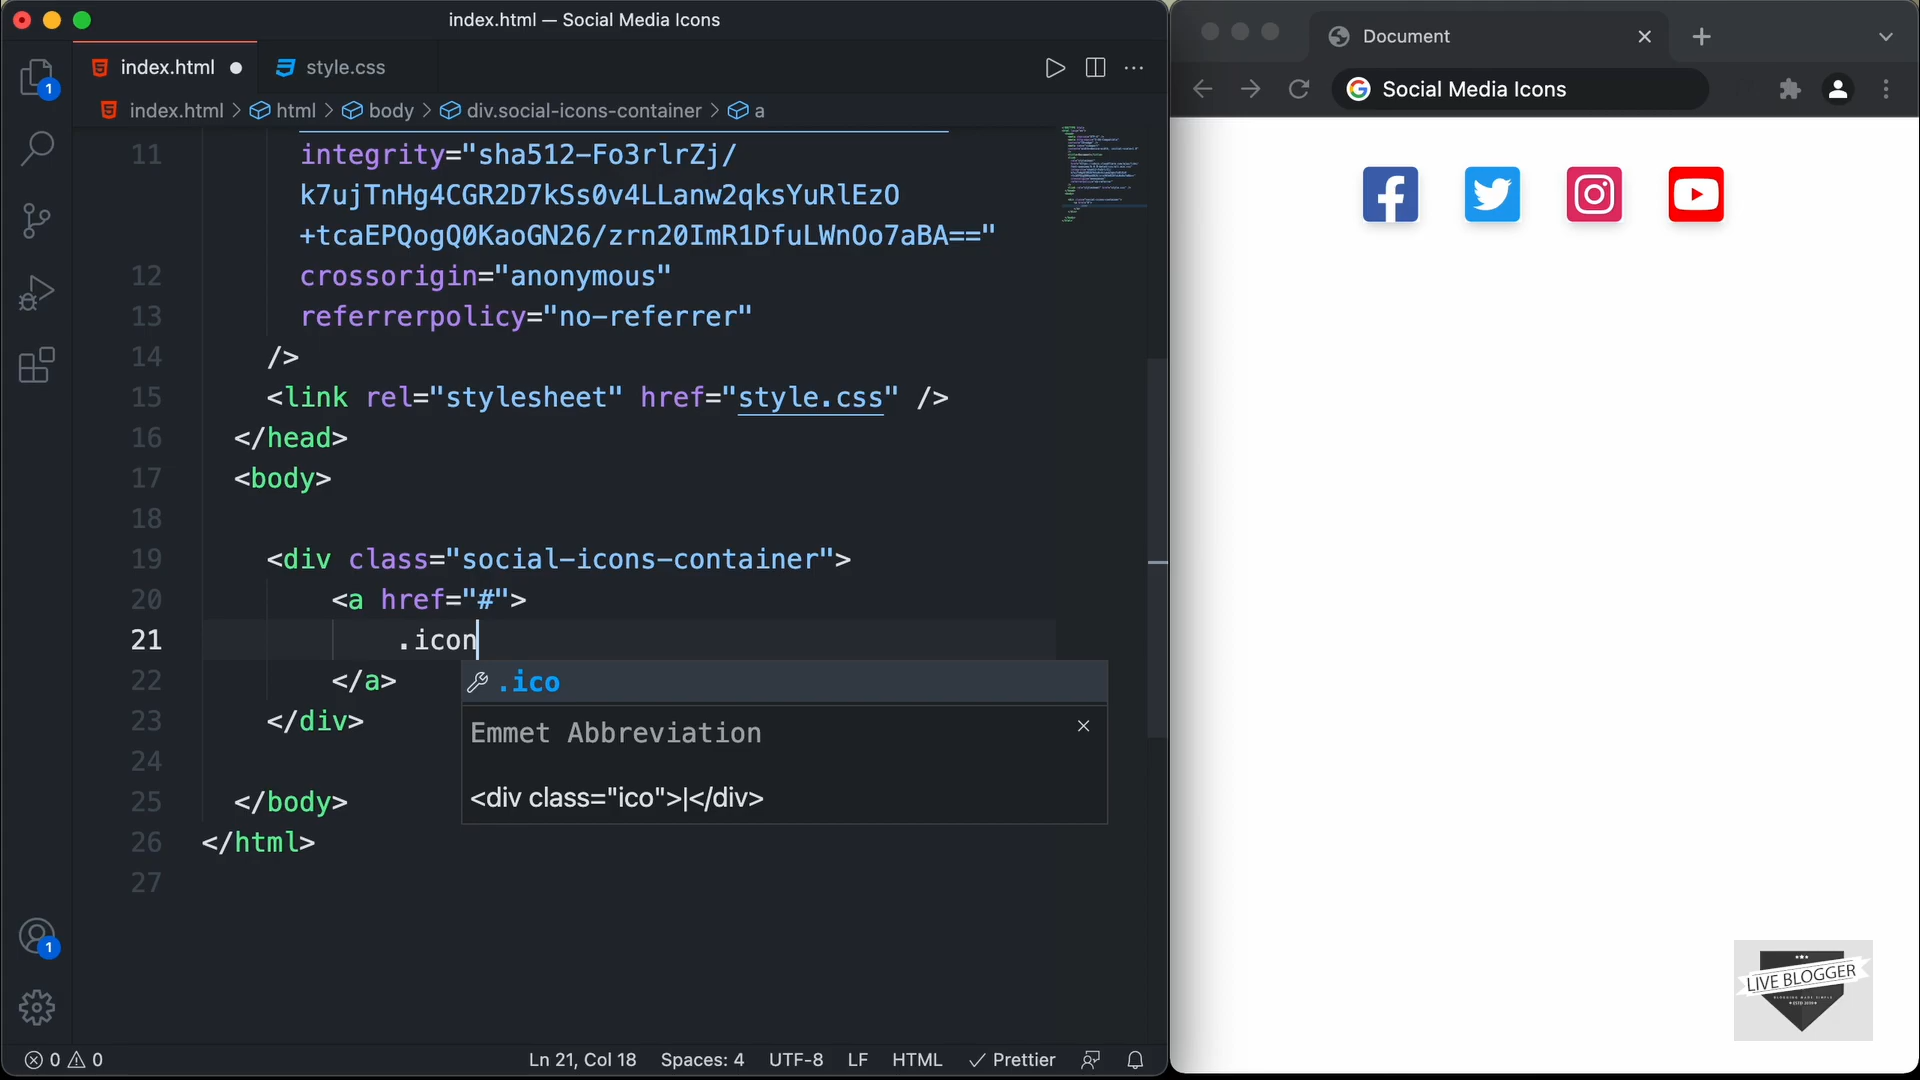 index.html — Social Media Icons
index.html
style.css
index.html > html > body > div.social-icons-container > a
11 integrity="sha512-Fo3rlrZj/
k7ujTnHg4CGR2D7kSs0v4LLanw2qksYuRlEzO
+tcaEPQogQ0KaoGN26/zrn20ImR1DfuLWnOo7aBA=="
12 crossorigin="anonymous"
13 referrerpolicy="no-referrer"
14 />
15 <link rel="stylesheet" href="style.css" />
16 </head>
17 <body>
18
19 <div class="social-icons-container">
20 <a href="#">
21 .icon
.ico
22 </a>
23 </div>
24
25 </body>
26 </html>
27
Emmet Abbreviation
<div class="ico">|</div>
1
1
0 0
Ln 21, Col 18 Spaces: 4 UTF-8 LF HTML Prettier
Document
Social Media Icons
LIVE BLOGGER